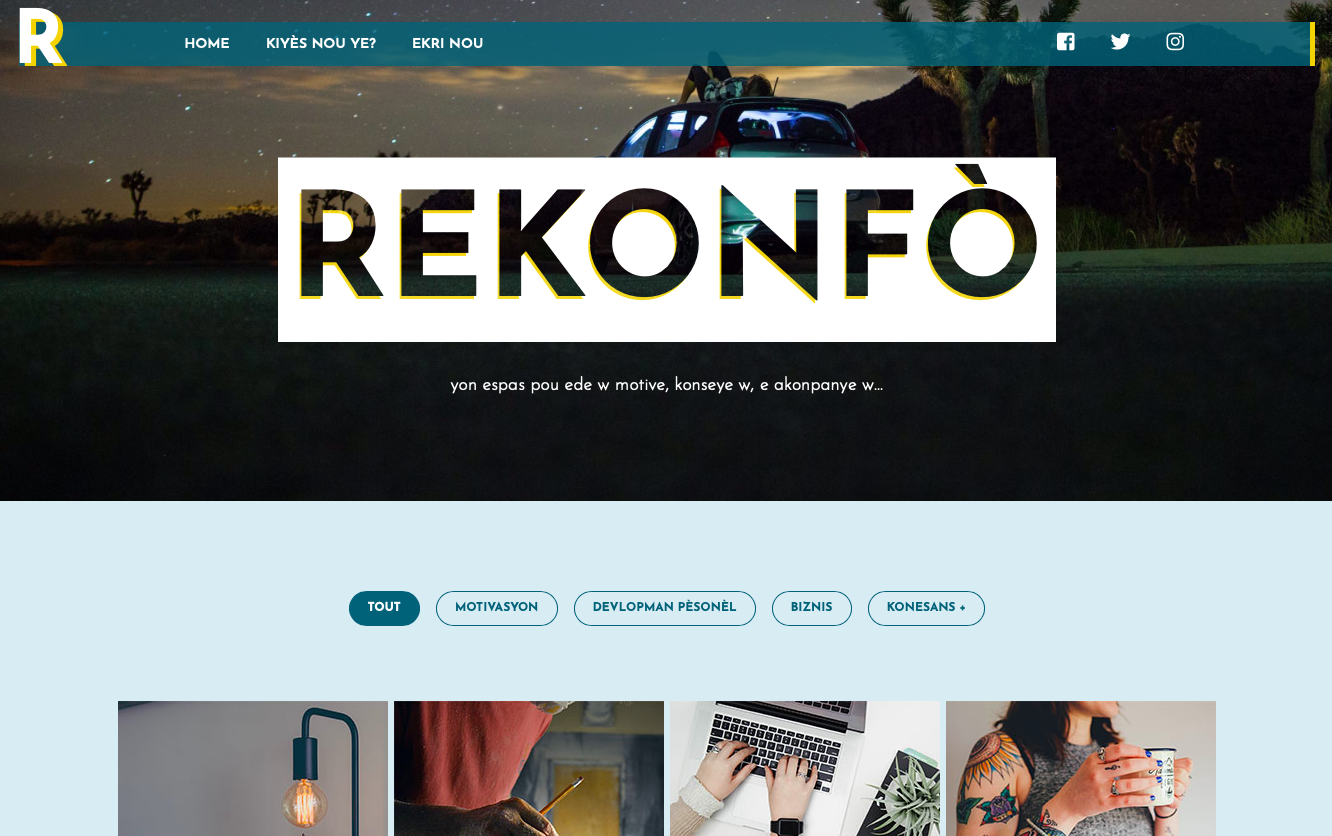 R
HOME KIYÈS NOU YE? EKRI NOU
REKONFÒ
yon espas pou ede w motive, konseye w, e akonpanye w...
TOUT MOTIVASYON DEVLOPMAN PÈSONÈL BIZNIS KONESANS +